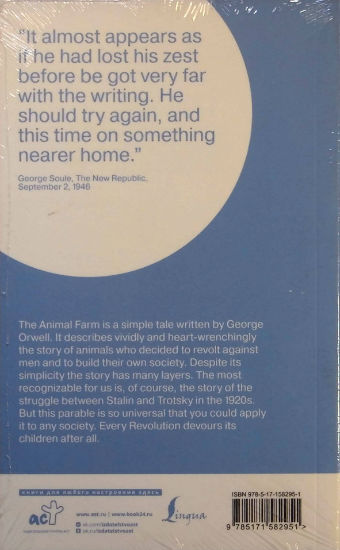 "It almost appears as
if he had lost his zest
before be got very far
with the writing. He
should try again, and
this time on something
nearer home."
George Soule, The New Republic,
September 2, 1946
The Animal Farm is a simple tale written by George
Orwell. It describes vividly and heart-wrenchingly
the story of animals who decided to revolt against
men and to build their own society. Despite its
simplicity the story has many layers. The most
recognizable for us is, of course, the story of the
struggle between Stalin and Trotsky in the 1920s.
But this parable is so universal that you could apply
it to any society. Every Revolution devours its
children after all.
книги для любого настроения здесь
аст
www.ast.ru | www.book24.ru
vk.com/izdatelstvoast
ok.ru/izdatelstvoast
Lingua
ISBN 978-5-17-158295-1
9 785171 582951 >